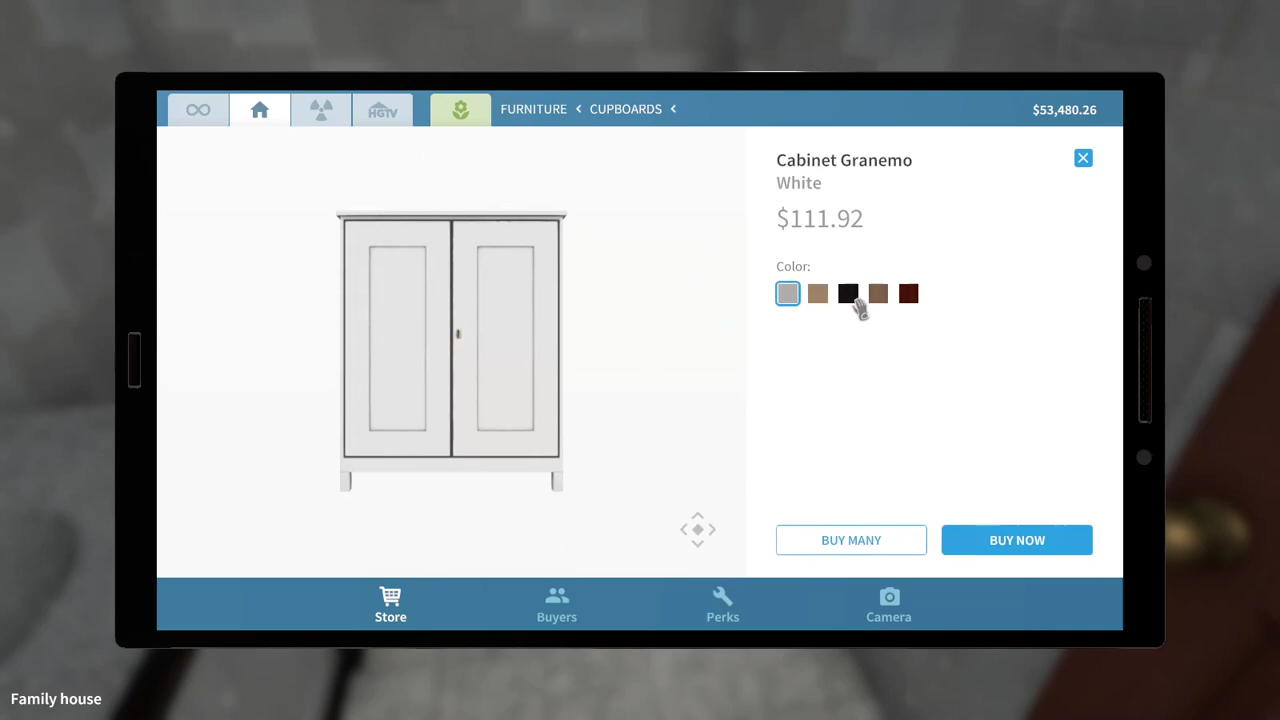 HGTV
FURNITURE < CUPBOARDS <
$53,480.26
Cabinet Granemo
White
$111.92
Color:
BUY MANY
BUY NOW
Store
Buyers
Perks
Camera
Family house